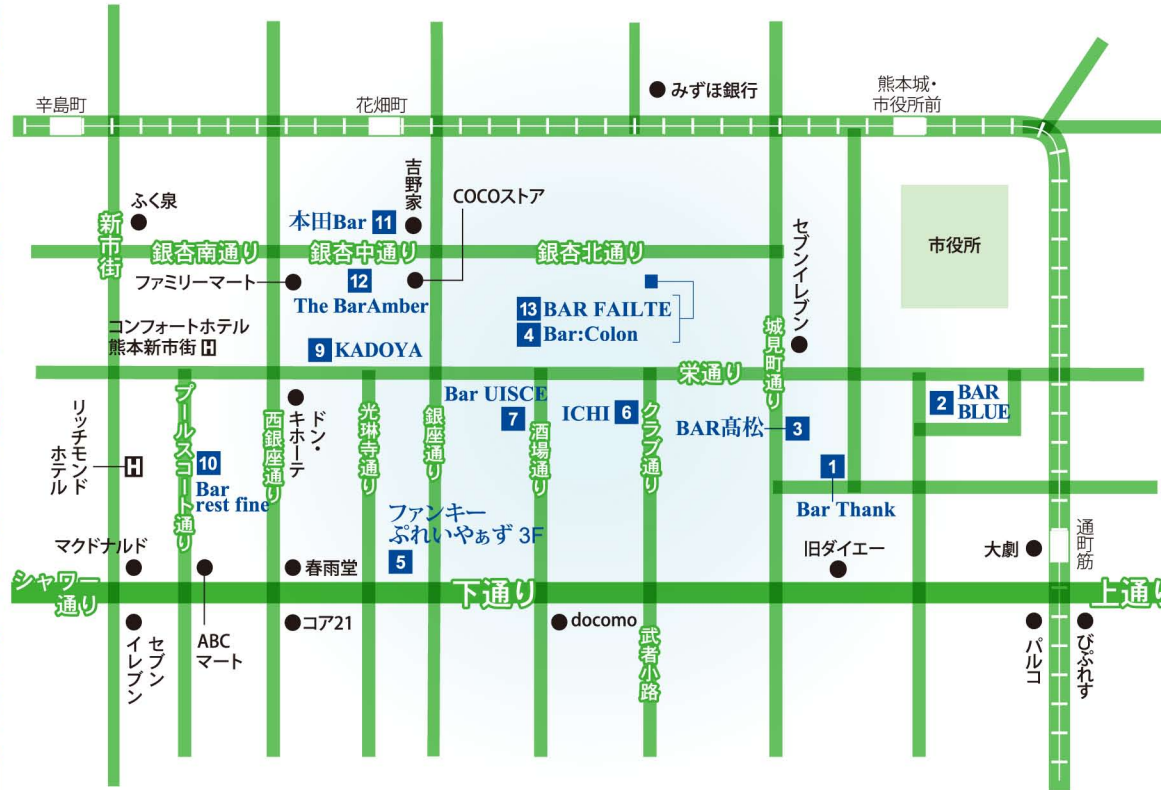 みずほ銀行
熊本城・
市役所前
辛島町
花畑町
ふく泉
吉野家
COCOストア
本田Bar 11
新市街
銀杏南通り
銀杏中通り
銀杏北通り
セブンイレブン
市役所
ファミリーマート
12
The BarAmber
13 BAR FAILTE
4 Bar:Colon
コンフォートホテル
熊本新市街 H
9 KADOYA
城見町通り
栄通り
プールスコート通り
西銀座通り
ドン・
キホーテ
光琳寺通り
銀座通り
Bar UISCE
7
酒場通り
ICHI 6
クラブ通り
BAR髙松 3
2 BAR
BLUE
リッチモンド
ホテル
H
10
Bar
rest fine
1
Bar Thank
ファンキー
ぷれいやぁず 3F
5
マクドナルド
春雨堂
旧ダイエー
大劇
通町筋
シャワー
通り
下通り
上通り
セブン
イレブン
ABC
マート
コア21
docomo
武者小路
パルコ
びぷれす